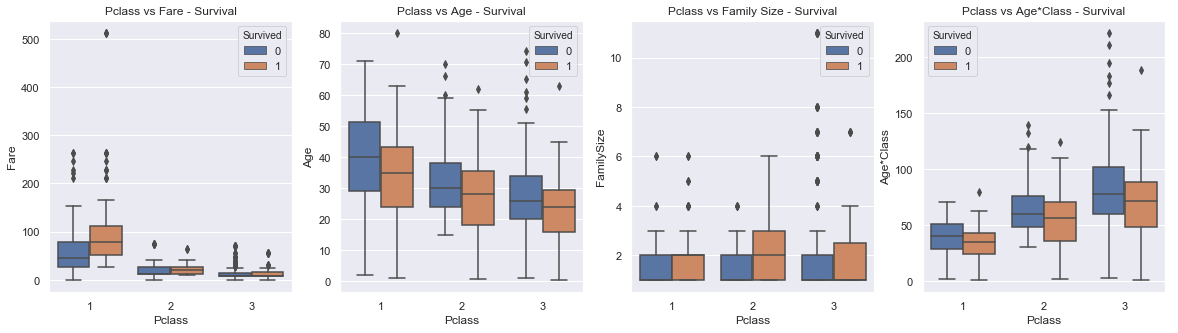 Pclass vs Fare - Survival
Survived
0
1
500
400
300
200
100
0
Fare
1 2 3
Pclass
Pclass vs Age - Survival
Survived
0
1
80
70
60
50
40
30
20
10
0
Age
1 2 3
Pclass
Pclass vs Family Size - Survival
Survived
0
1
10
8
6
4
2
FamilySize
1 2 3
Pclass
Pclass vs Age*Class - Survival
Survived
0
1
200
150
100
50
0
Age*Class
1 2 3
Pclass